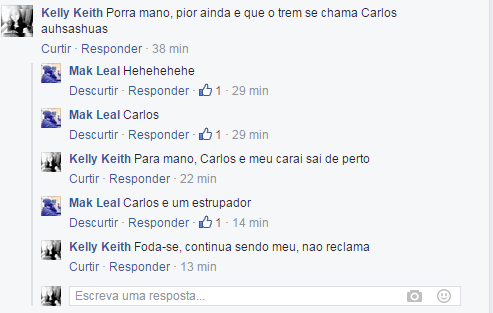 Kelly Keith Porra mano, pior ainda e que o trem se chama Carlos
auhsashuas
Curtir · Responder · 38 min
Mak Leal Hehehehehe
Descurtir · Responder · 1 · 29 min
Mak Leal Carlos
Descurtir · Responder · 1 · 29 min
Kelly Keith Para mano, Carlos e meu carai sai de perto
Curtir · Responder · 22 min
Mak Leal Carlos e um estrupador
Descurtir · Responder · 1 · 14 min
Kelly Keith Foda-se, continua sendo meu, nao reclama
Curtir · Responder · 13 min
Escreva uma resposta...